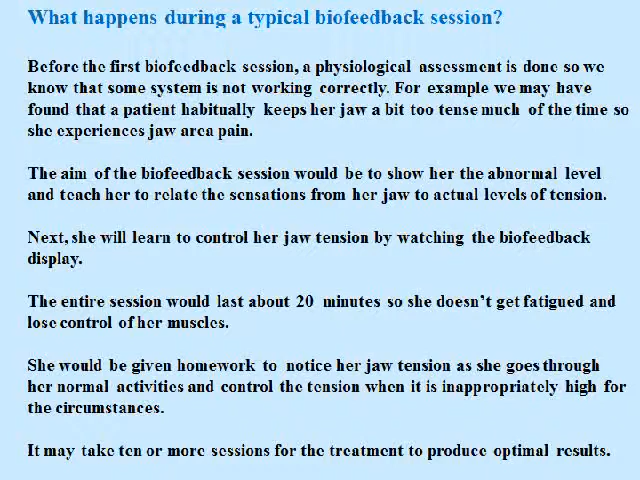 What happens during a typical biofeedback session?
Before the first biofeedback session, a physiological assessment is done so we
know that some system is not working correctly. For example we may have
found that a patient habitually keeps her jaw a bit too tense much of the time so
she experiences jaw area pain.
The aim of the biofeedback session would be to show her the abnormal level
and teach her to relate the sensations from her jaw to actual levels of tension.
Next, she will learn to control her jaw tension by watching the biofeedback
display.
The entire session would last about 20 minutes so she doesn't get fatigued and
lose control of her muscles.
She would be given homework to notice her jaw tension as she goes through
her normal activities and control the tension when it is inappropriately high for
the circumstances.
It may take ten or more sessions for the treatment to produce optimal results.